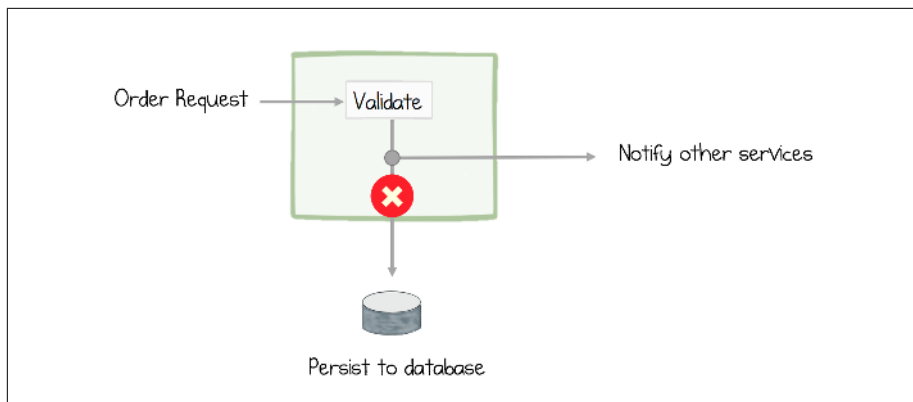 Order Request
Validate
Notify other services
Persist to database